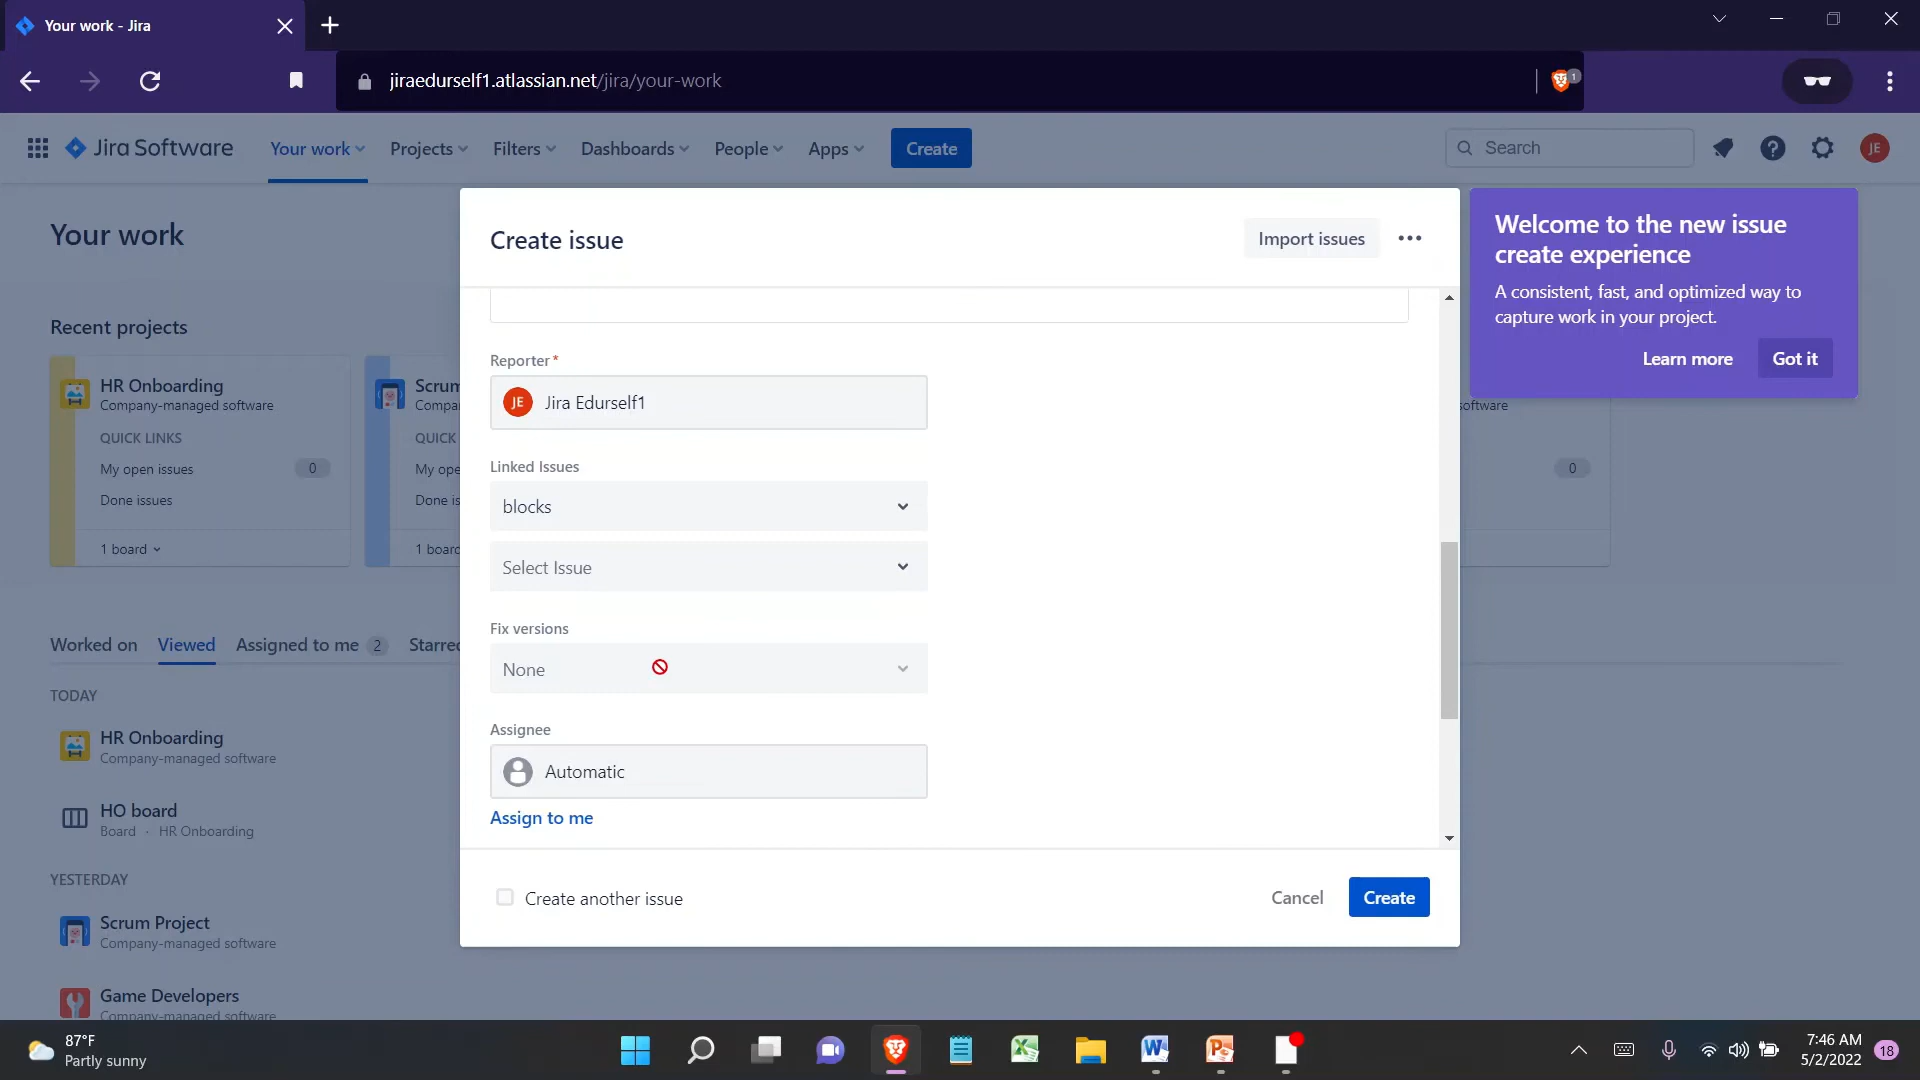 Your work - Jira
jiraedurself1.atlassian.net/jira/your-work
1
Jira Software
Your work
Projects
Filters
Dashboards
People
Apps
Create
Search
JE
Your work
Recent projects
HR Onboarding
Company-managed software
QUICK LINKS
My open issues
0
Done issues
1 board
Scrum
Compa
QUICK
My ope
Done is
1 board
software
0
Worked on
Viewed
Assigned to me
2
Starred
TODAY
HR Onboarding
Company-managed software
HO board
Board · HR Onboarding
YESTERDAY
Scrum Project
Company-managed software
Game Developers
Company-managed software
Create issue
Import issues
Reporter *
JE
Jira Edurself1
Linked Issues
blocks
Select Issue
Fix versions
None
Assignee
Automatic
Assign to me
Create another issue
Cancel
Create
Welcome to the new issue
create experience
A consistent, fast, and optimized way to
capture work in your project.
Learn more
Got it
87°F
Partly sunny
7:46 AM
5/2/2022
18